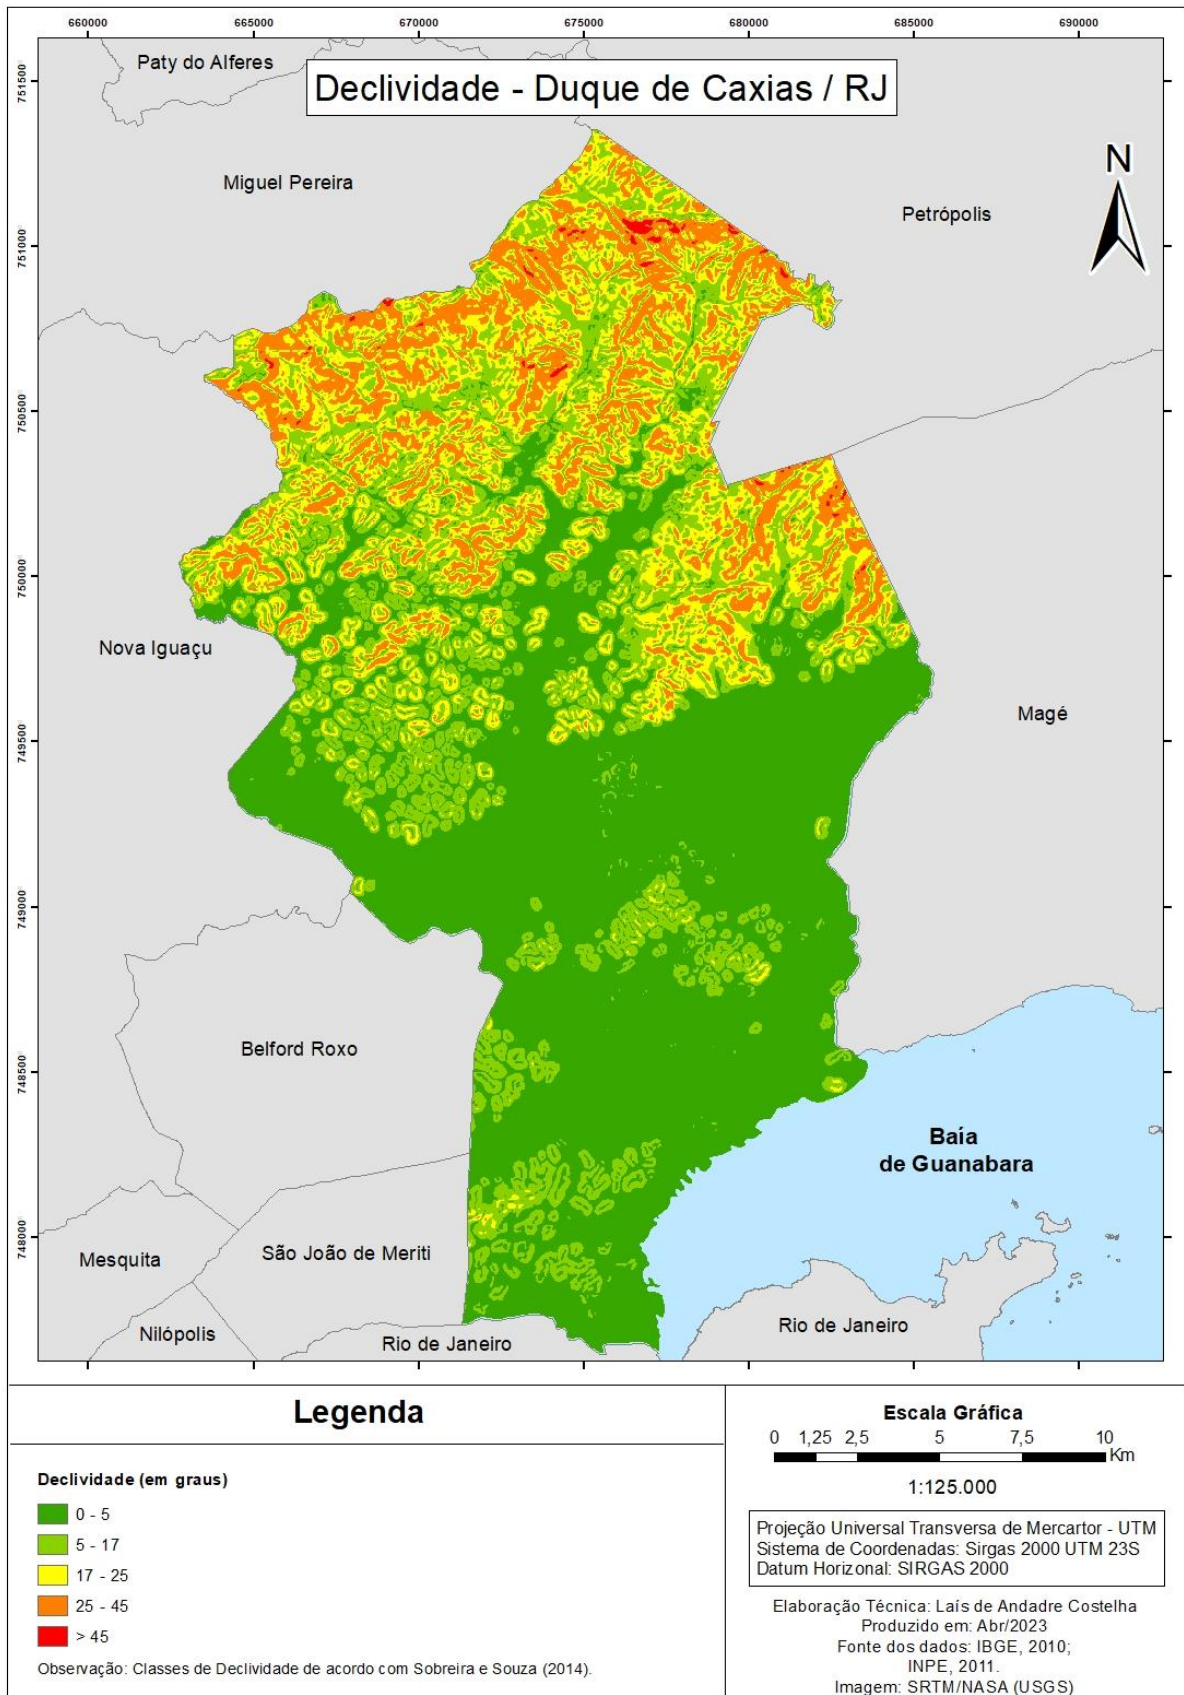 660000 665000 670000 675000 680000 685000 690000
Paty do Alferes
Declividade - Duque de Caxias / RJ
N
Miguel Pereira
Petrópolis
Nova Iguaçu
Magé
Belford Roxo
Baía
de Guanabara
São João de Meriti
Mesquita
Nilópolis
Rio de Janeiro
Rio de Janeiro
751500
751000
750500
750000
749500
749000
748500
748000
Legenda
Declividade (em graus)
0 - 5
5 - 17
17 - 25
25 - 45
> 45
Observação: Classes de Declividade de acordo com Sobreira e Souza (2014).
Escala Gráfica
0 1,25 2,5 5 7,5 10
Km
1:125.000
Projeção Universal Transversa de Mercartor - UTM
Sistema de Coordenadas: Sirgas 2000 UTM 23S
Datum Horizonal: SIRGAS 2000
Elaboração Técnica: Laís de Andadre Costelha
Produzido em: Abr/2023
Fonte dos dados: IBGE, 2010;
INPE, 2011.
Imagem: SRTM/NASA (USGS)